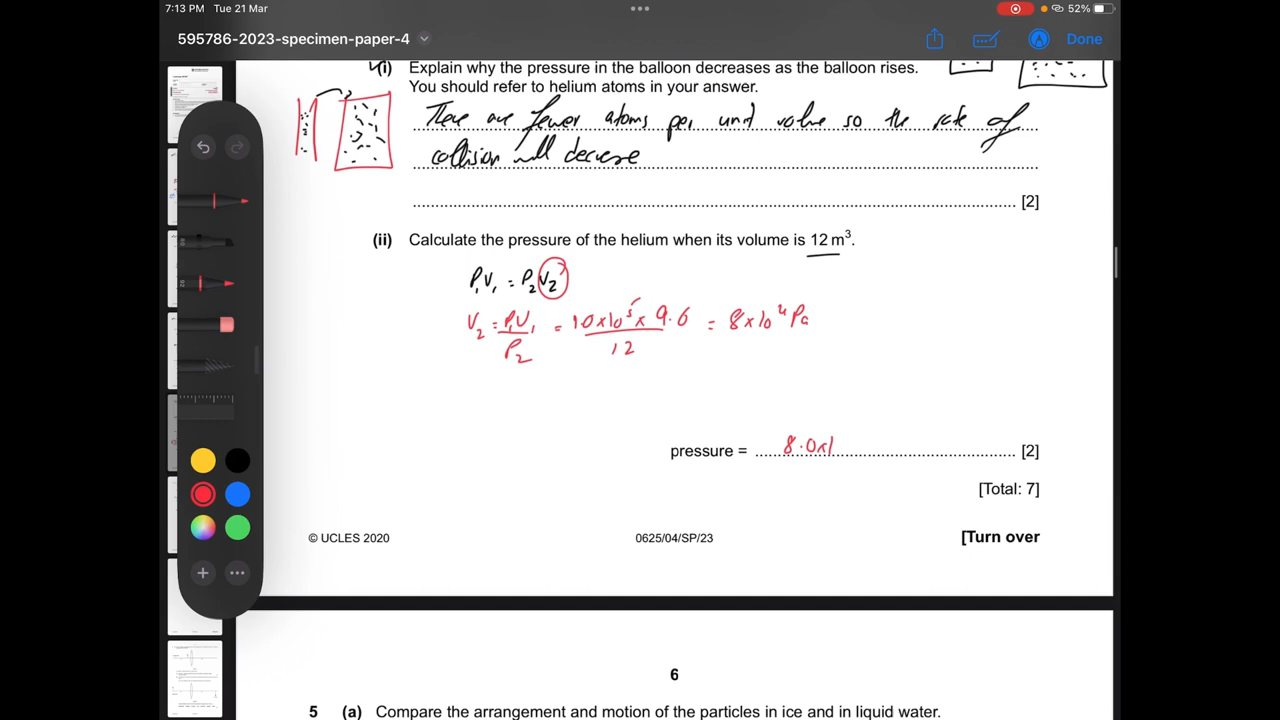 7:13 PM Tue 21 Mar
52%
595786-2023-specimen-paper-4
Done
(i) Explain why the pressure in the balloon decreases as the balloon rises.
You should refer to helium atoms in your answer.
There are fewer atoms per unit volume so the rate of
collision will decrese
[2]
(ii) Calculate the pressure of the helium when its volume is 12 m³.
P₁V₁ = P₂V₂
V₂ = P₁V₁ / P₂ = 1.0×10⁵ × 9.6 / 12 = 8×10⁴ Pa
pressure = 8.0x1 [2]
[Total: 7]
© UCLES 2020
0625/04/SP/23
[Turn over
6
5 (a) Compare the arrangement and motion of the particles in ice and in liquid water.